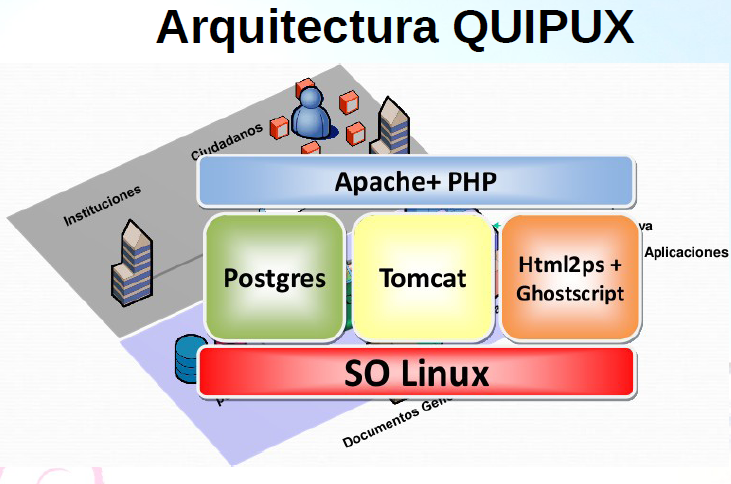 Arquitectura QUIPUX
Ciudadanos
Instituciones
Apache+ PHP
Aplicaciones
Postgres
Tomcat
Html2ps +
Ghostscript
SO Linux
Documentos